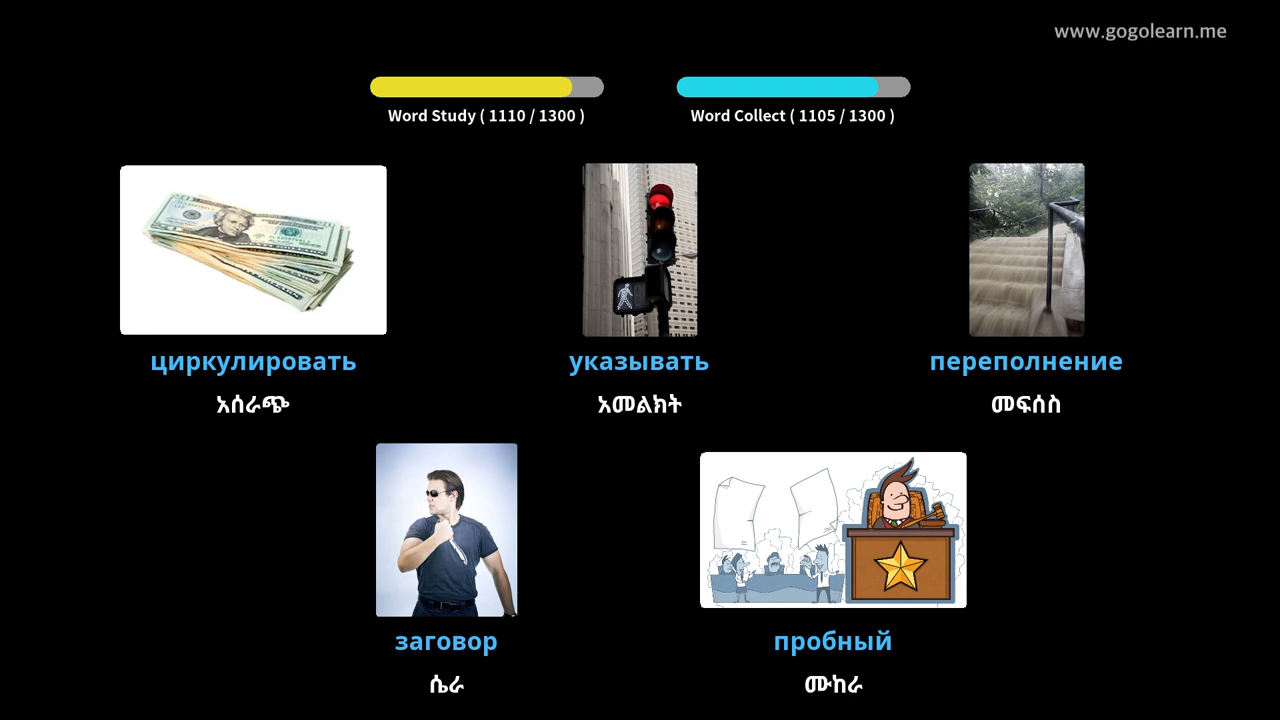 www.gogolearn.me
Word Study ( 1110 / 1300 )
Word Collect ( 1105 / 1300 )
циркулировать
указывать
переполнение
አሰራጭ
አመልክት
መፍሰስ
заговор
пробный
ሴራ
ሙከራ